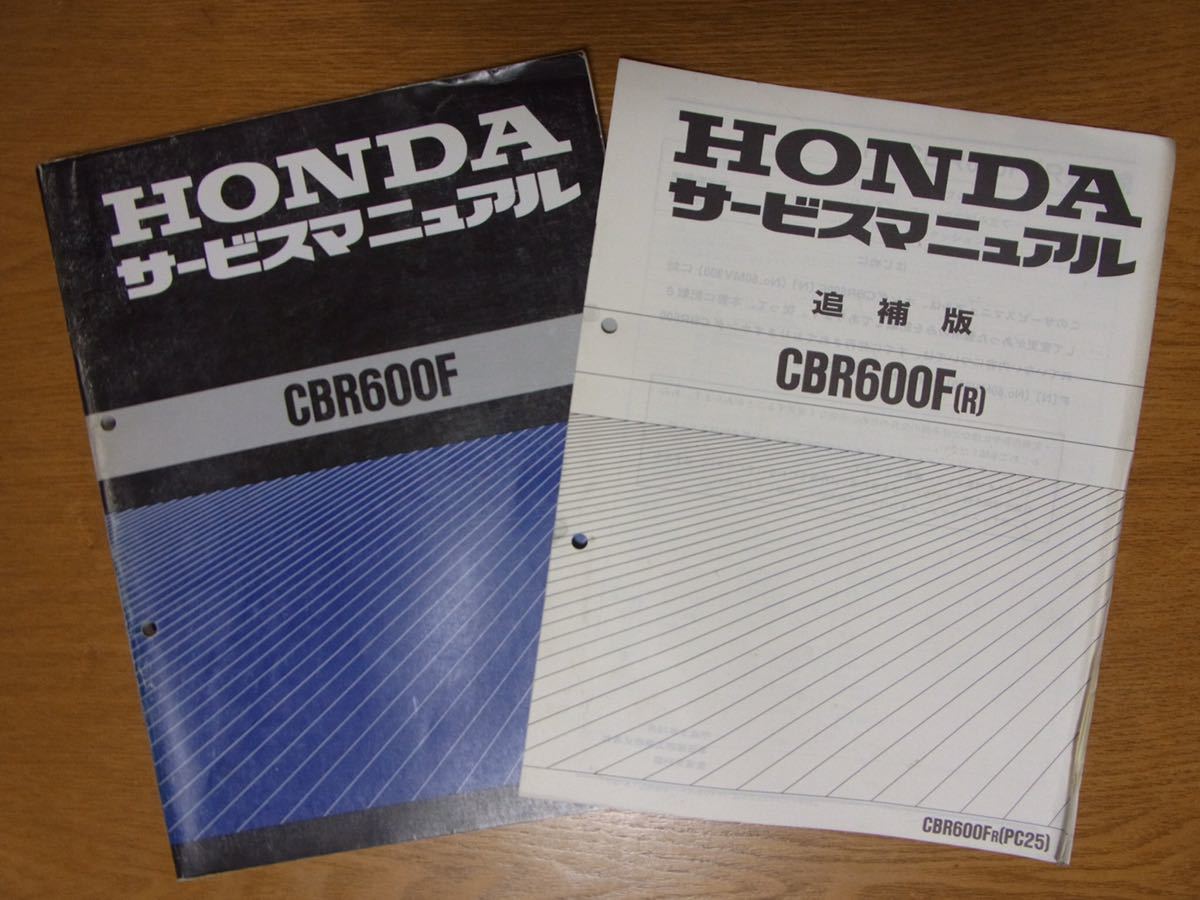 HONDA
サービスマニュアル
CBR600F
HONDA
サービスマニュアル
追補版
CBR600F(R)
CBR600FR(PC25)